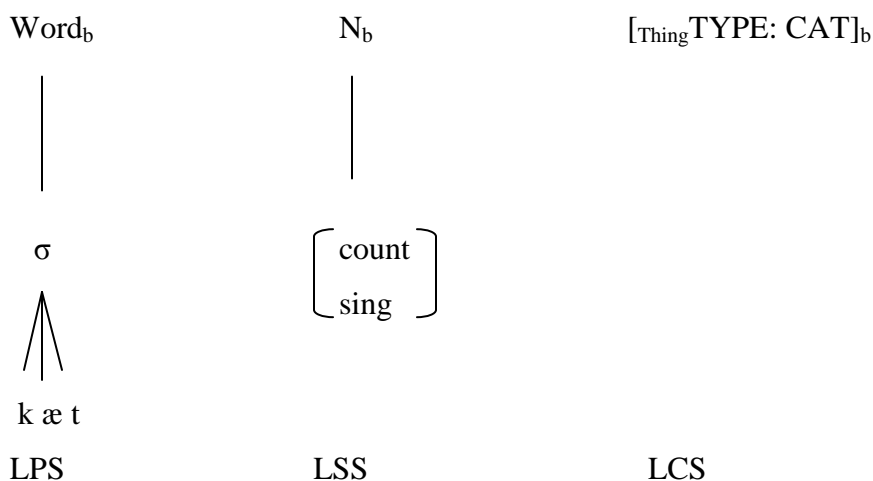 Word_b N_b [_Thing TYPE: CAT]_b
σ count
sing
k æ t
LPS LSS LCS